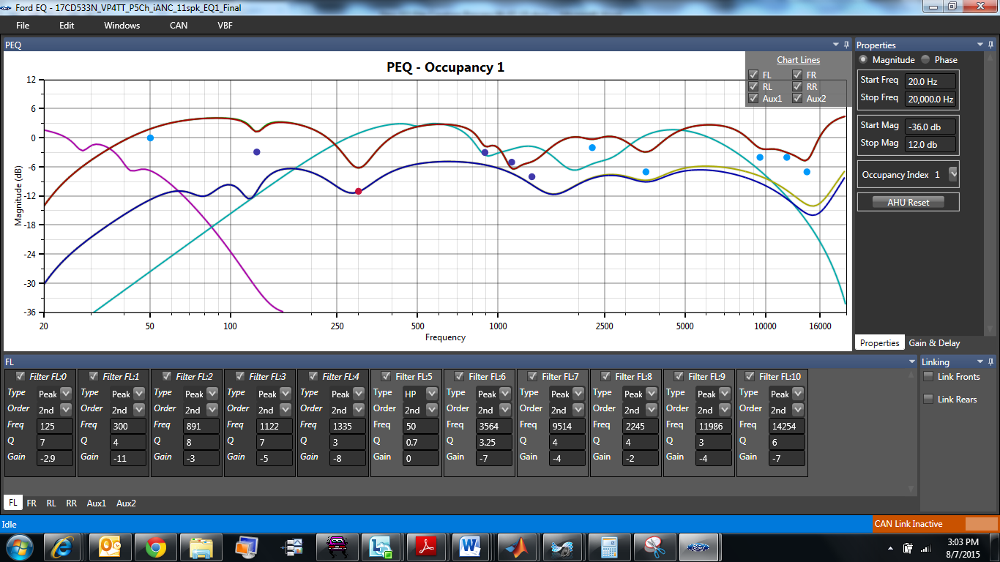 Ford EQ - 17CD533N_VP4TT_P5Ch_iANC_11spk_EQ1_Final
File Edit Windows CAN VBF
PEQ
PEQ - Occupancy 1
Chart Lines
FL FR
RL RR
Aux1 Aux2
12
6
0
-6
-12
-18
-24
-30
-36
Magnitude (dB)
20 50 100 250 500 1000 2500 5000 10000 16000
Frequency
Properties
Magnitude Phase
Start Freq 20.0 Hz
Stop Freq 20,000.0 Hz
Start Mag -36.0 db
Stop Mag 12.0 db
Occupancy Index 1
AHU Reset
Properties Gain & Delay
FL
Filter FL:0 Filter FL:1 Filter FL:2 Filter FL:3 Filter FL:4 Filter FL:5 Filter FL:6 Filter FL:7 Filter FL:8 Filter FL:9 Filter FL:10
Type Peak Type Peak Type Peak Type Peak Type Peak Type HP Type Peak Type Peak Type Peak Type Peak Type Peak
Order 2nd Order 2nd Order 2nd Order 2nd Order 2nd Order 2nd Order 2nd Order 2nd Order 2nd Order 2nd Order 2nd
Freq 125 Freq 300 Freq 891 Freq 1122 Freq 1335 Freq 50 Freq 3564 Freq 9514 Freq 2245 Freq 11986 Freq 14254
Q 7 Q 4 Q 8 Q 7 Q 3 Q 0.7 Q 3.25 Q 4 Q 4 Q 3 Q 6
Gain -2.9 Gain -11 Gain -3 Gain -5 Gain -8 Gain 0 Gain -7 Gain -4 Gain -2 Gain -4 Gain -7
FL FR RL RR Aux1 Aux2
Linking
Link Fronts
Link Rears
Idle
CAN Link Inactive
Ford
3:03 PM
8/7/2015